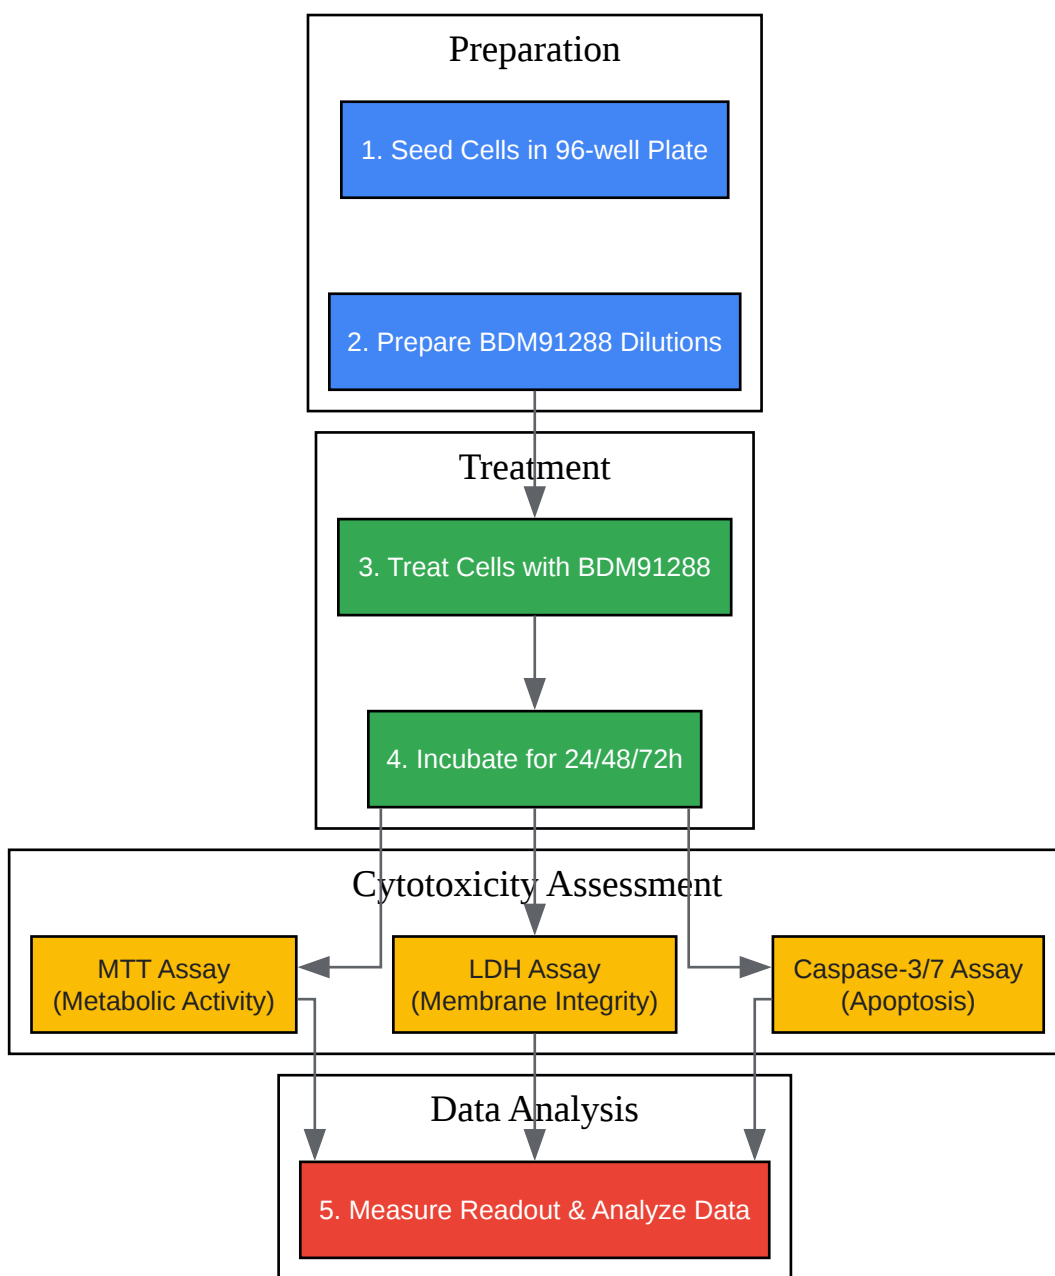 Preparation
1. Seed Cells in 96-well Plate
2. Prepare BDM91288 Dilutions
Treatment
3. Treat Cells with BDM91288
4. Incubate for 24/48/72h
Cytotoxicity Assessment
MTT Assay
(Metabolic Activity)
LDH Assay
(Membrane Integrity)
Caspase-3/7 Assay
(Apoptosis)
Data Analysis
5. Measure Readout & Analyze Data